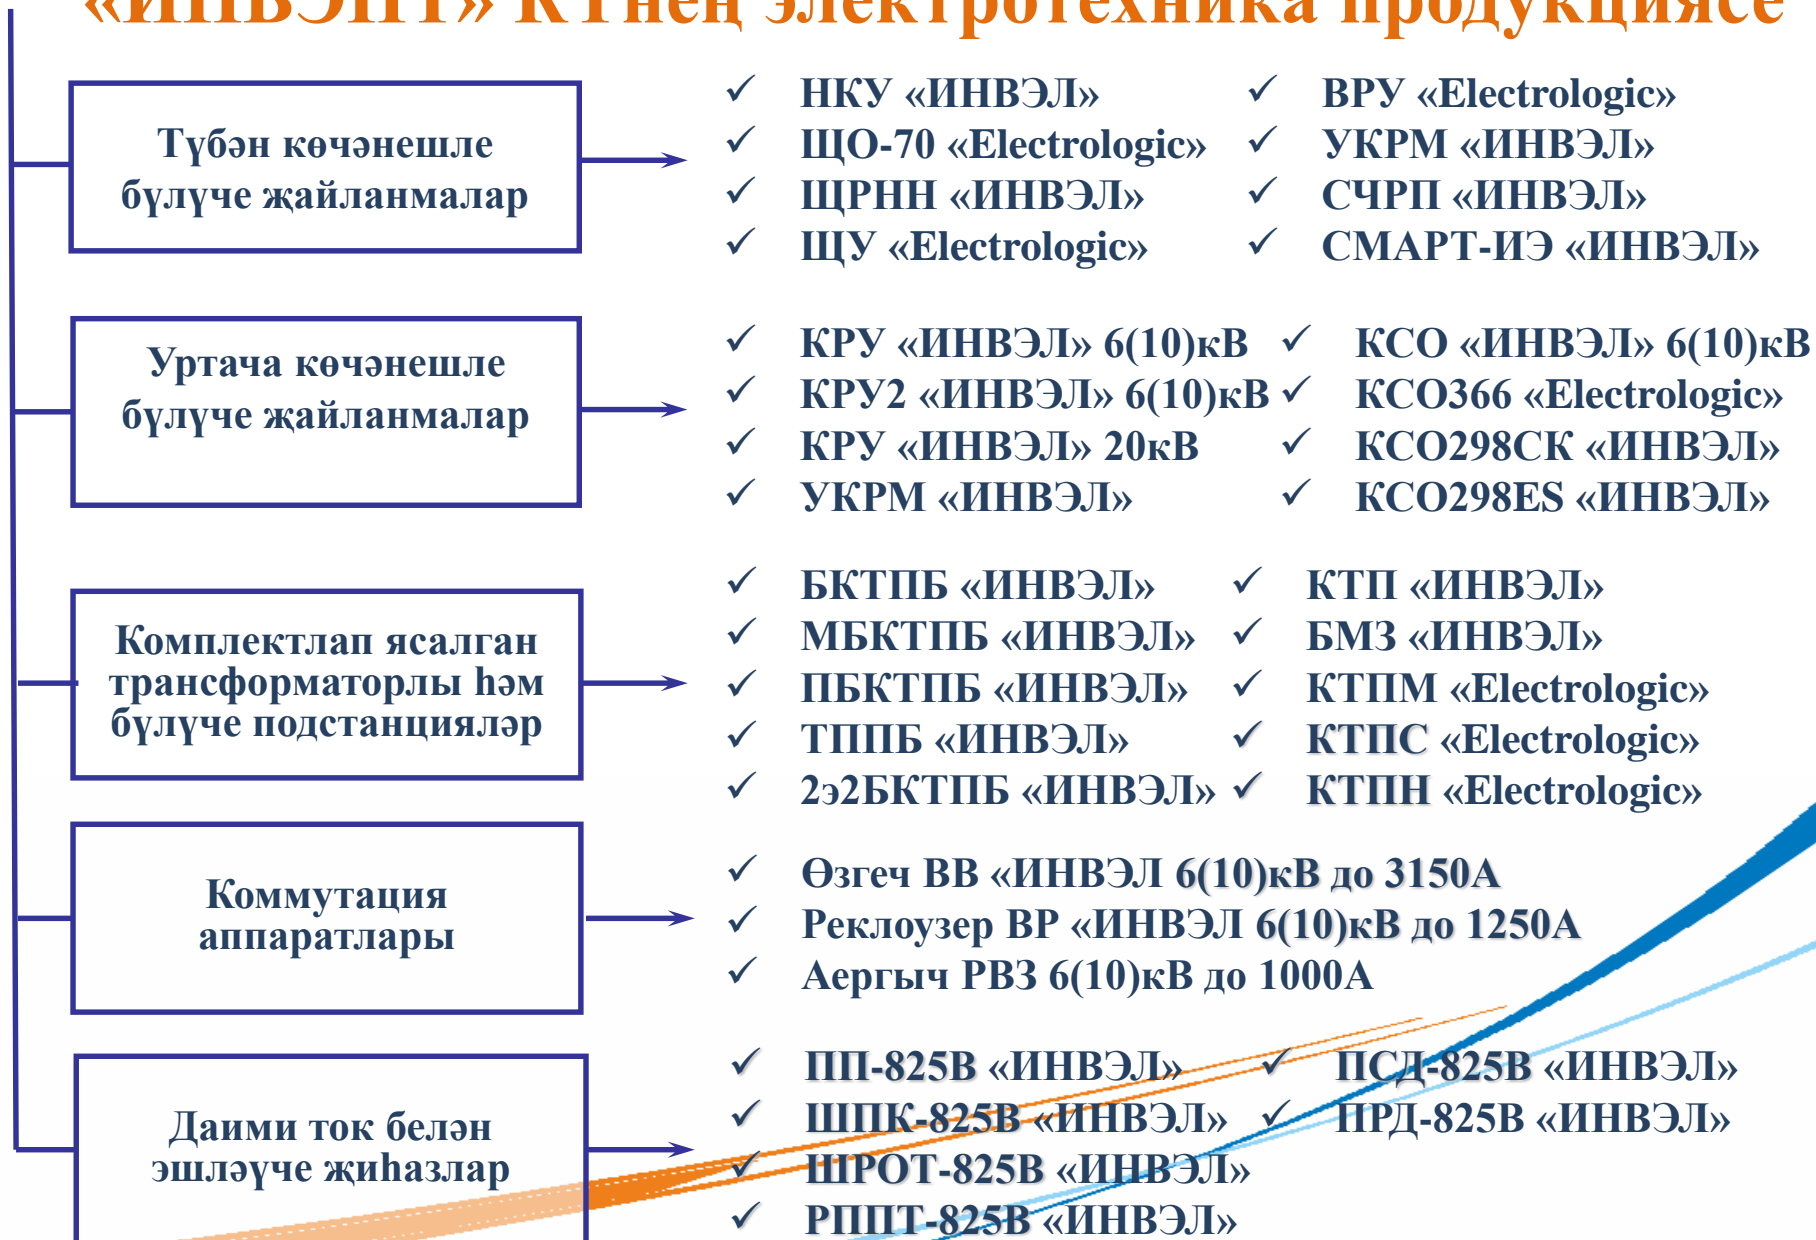 «ИНВЭНТ» КТнең электротехника продукциясе
Түбән көчәнешле
бүлүче җайланмалар
НКУ «ИНВЭЛ»
ЩО-70 «Electrologic»
ЩРНН «ИНВЭЛ»
ЩУ «Electrologic»
ВРУ «Electrologic»
УКРМ «ИНВЭЛ»
СЧРП «ИНВЭЛ»
СМАРТ-ИЭ «ИНВЭЛ»
Уртача көчәнешле
бүлүче җайланмалар
КРУ «ИНВЭЛ» 6(10)кВ
КРУ2 «ИНВЭЛ» 6(10)кВ
КРУ «ИНВЭЛ» 20кВ
УКРМ «ИНВЭЛ»
КСО «ИНВЭЛ» 6(10)кВ
КСО366 «Electrologic»
КСО298СК «ИНВЭЛ»
КСО298ES «ИНВЭЛ»
Комплектлап ясалган
трансформаторлы һәм
бүлүче подстанцияләр
БКТПБ «ИНВЭЛ»
МБКТПБ «ИНВЭЛ»
ПБКТПБ «ИНВЭЛ»
ТППБ «ИНВЭЛ»
2э2БКТПБ «ИНВЭЛ»
КТП «ИНВЭЛ»
БМЗ «ИНВЭЛ»
КТПМ «Electrologic»
КТПС «Electrologic»
КТПН «Electrologic»
Коммутация
аппаратлары
Өзгеч ВВ «ИНВЭЛ 6(10)кВ до 3150А
Реклоузер ВР «ИНВЭЛ 6(10)кВ до 1250А
Аергыч РВЗ 6(10)кВ до 1000А
Даими ток белән
эшләүче җиһазлар
ПП-825В «ИНВЭЛ»
ШПК-825В «ИНВЭЛ»
ШРОТ-825В «ИНВЭЛ»
РППТ-825В «ИНВЭЛ»
ПСД-825В «ИНВЭЛ»
ПРД-825В «ИНВЭЛ»